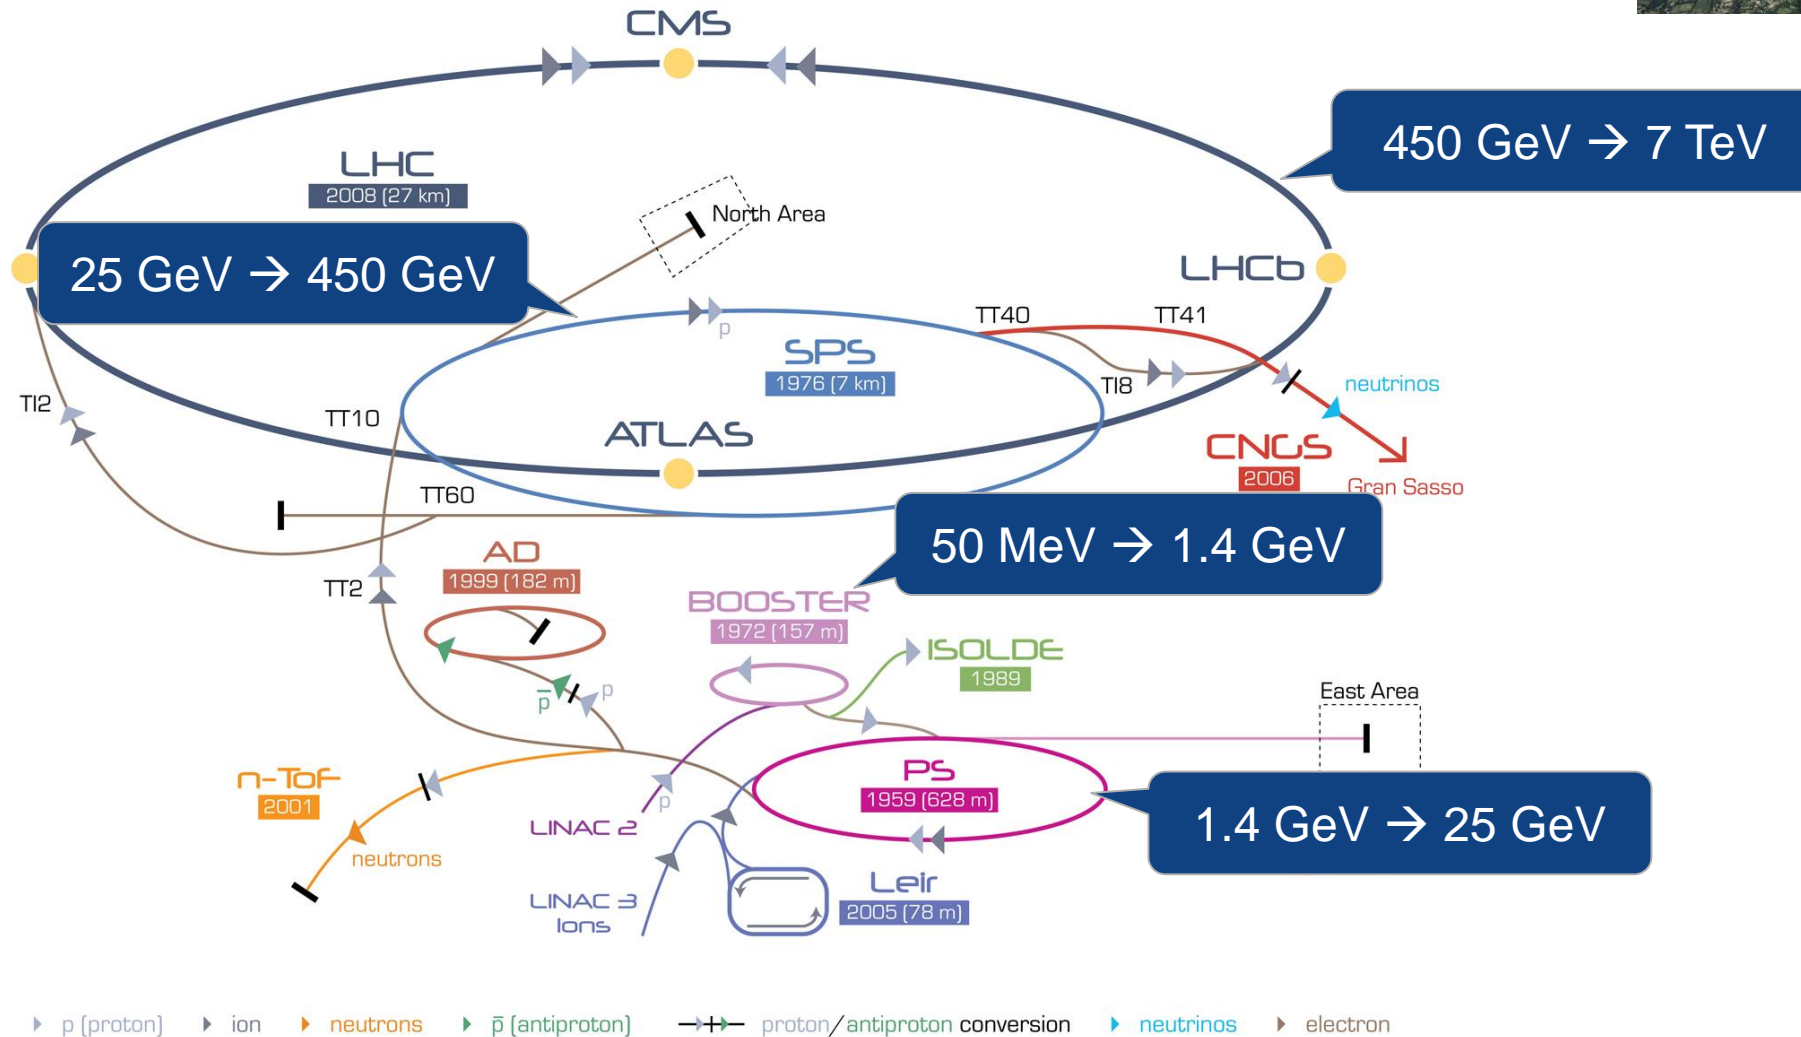 CMS
450 GeV → 7 TeV
LHC
2008 (27 km)
North Area
25 GeV → 450 GeV
LHCb
TT40
TT41
p
SPS
1976 (7 km)
TI8
neutrinos
TI2
TT10
ATLAS
CNGS
2006
Gran Sasso
TT60
50 MeV → 1.4 GeV
AD
1999 (182 m)
TT2
BOOSTER
1972 (157 m)
ISOLDE
1989
p̅
p
East Area
n-ToF
2001
PS
1959 (628 m)
p
1.4 GeV → 25 GeV
LINAC 2
neutrons
Leir
2005 (78 m)
LINAC 3
Ions
p (proton) ion neutrons p̅ (antiproton) proton/antiproton conversion neutrinos electron